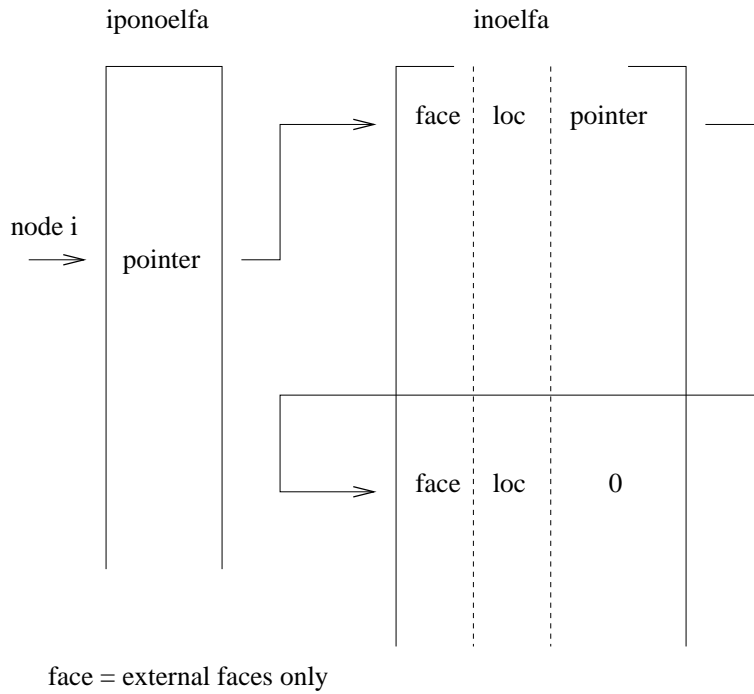 iponoelfa
inoelfa
face loc pointer
node i
pointer
face loc 0
face = external faces only